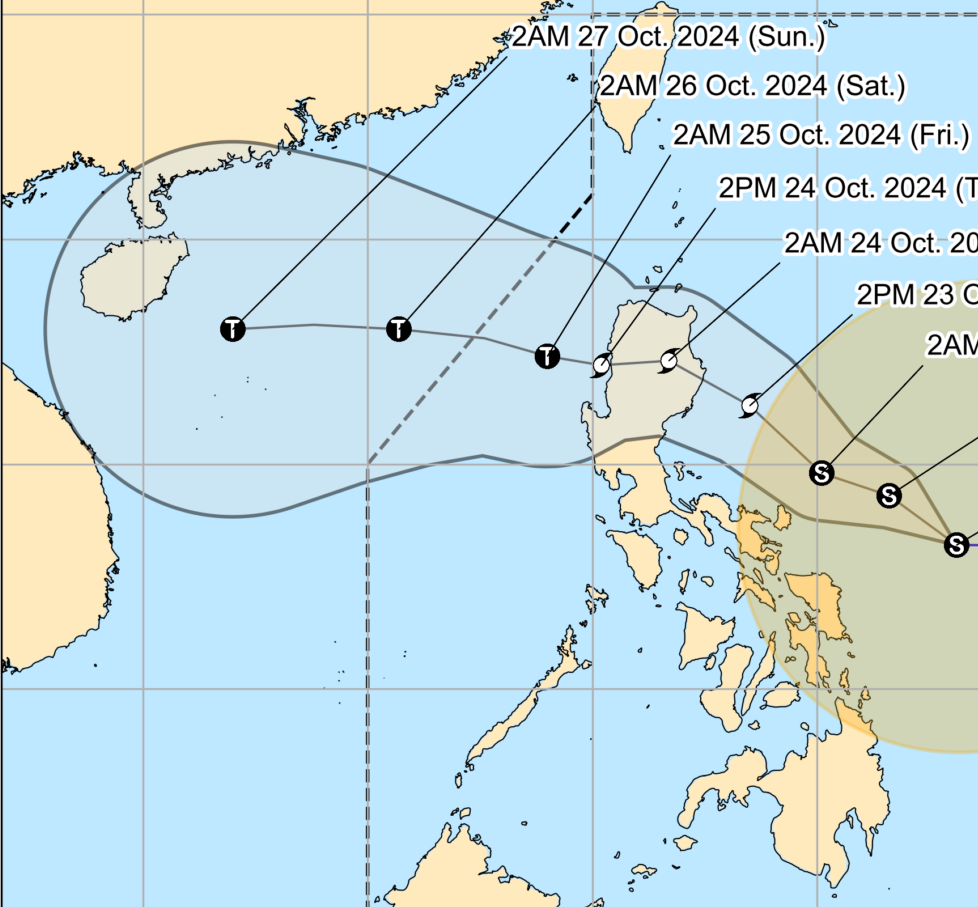 2AM 27 Oct. 2024 (Sun.)
2AM 26 Oct. 2024 (Sat.)
2AM 25 Oct. 2024 (Fri.)
2PM 24 Oct. 2024 (T
2AM 24 Oct. 20
2PM 23 O
2AM
T
T
T
S
S
S